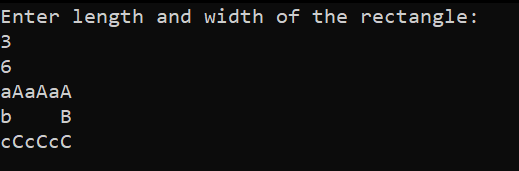 Enter length and width of the rectangle:
3
6
aAaAaA
b    B
cCcCcC